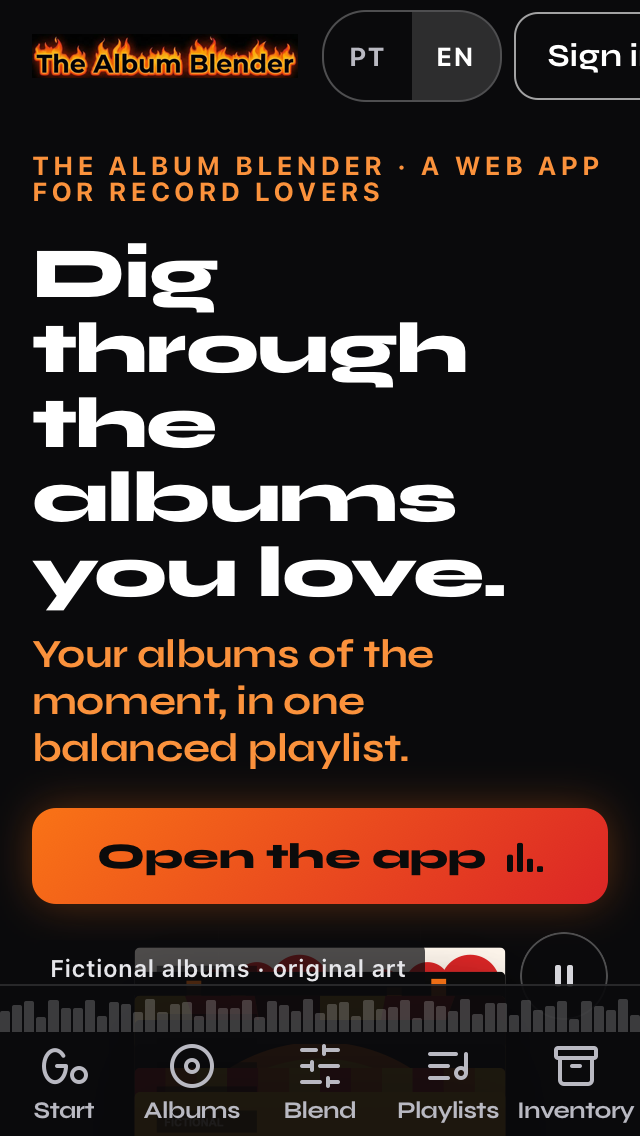 The Album Blender
PT
EN
Sign i
THE ALBUM BLENDER · A WEB APP
FOR RECORD LOVERS
Dig
through
the
albums
you love.
Your albums of the
moment, in one
balanced playlist.
Open the app
Fictional albums · original art
FICTIONAL
Start
Albums
Blend
Playlists
Inventory